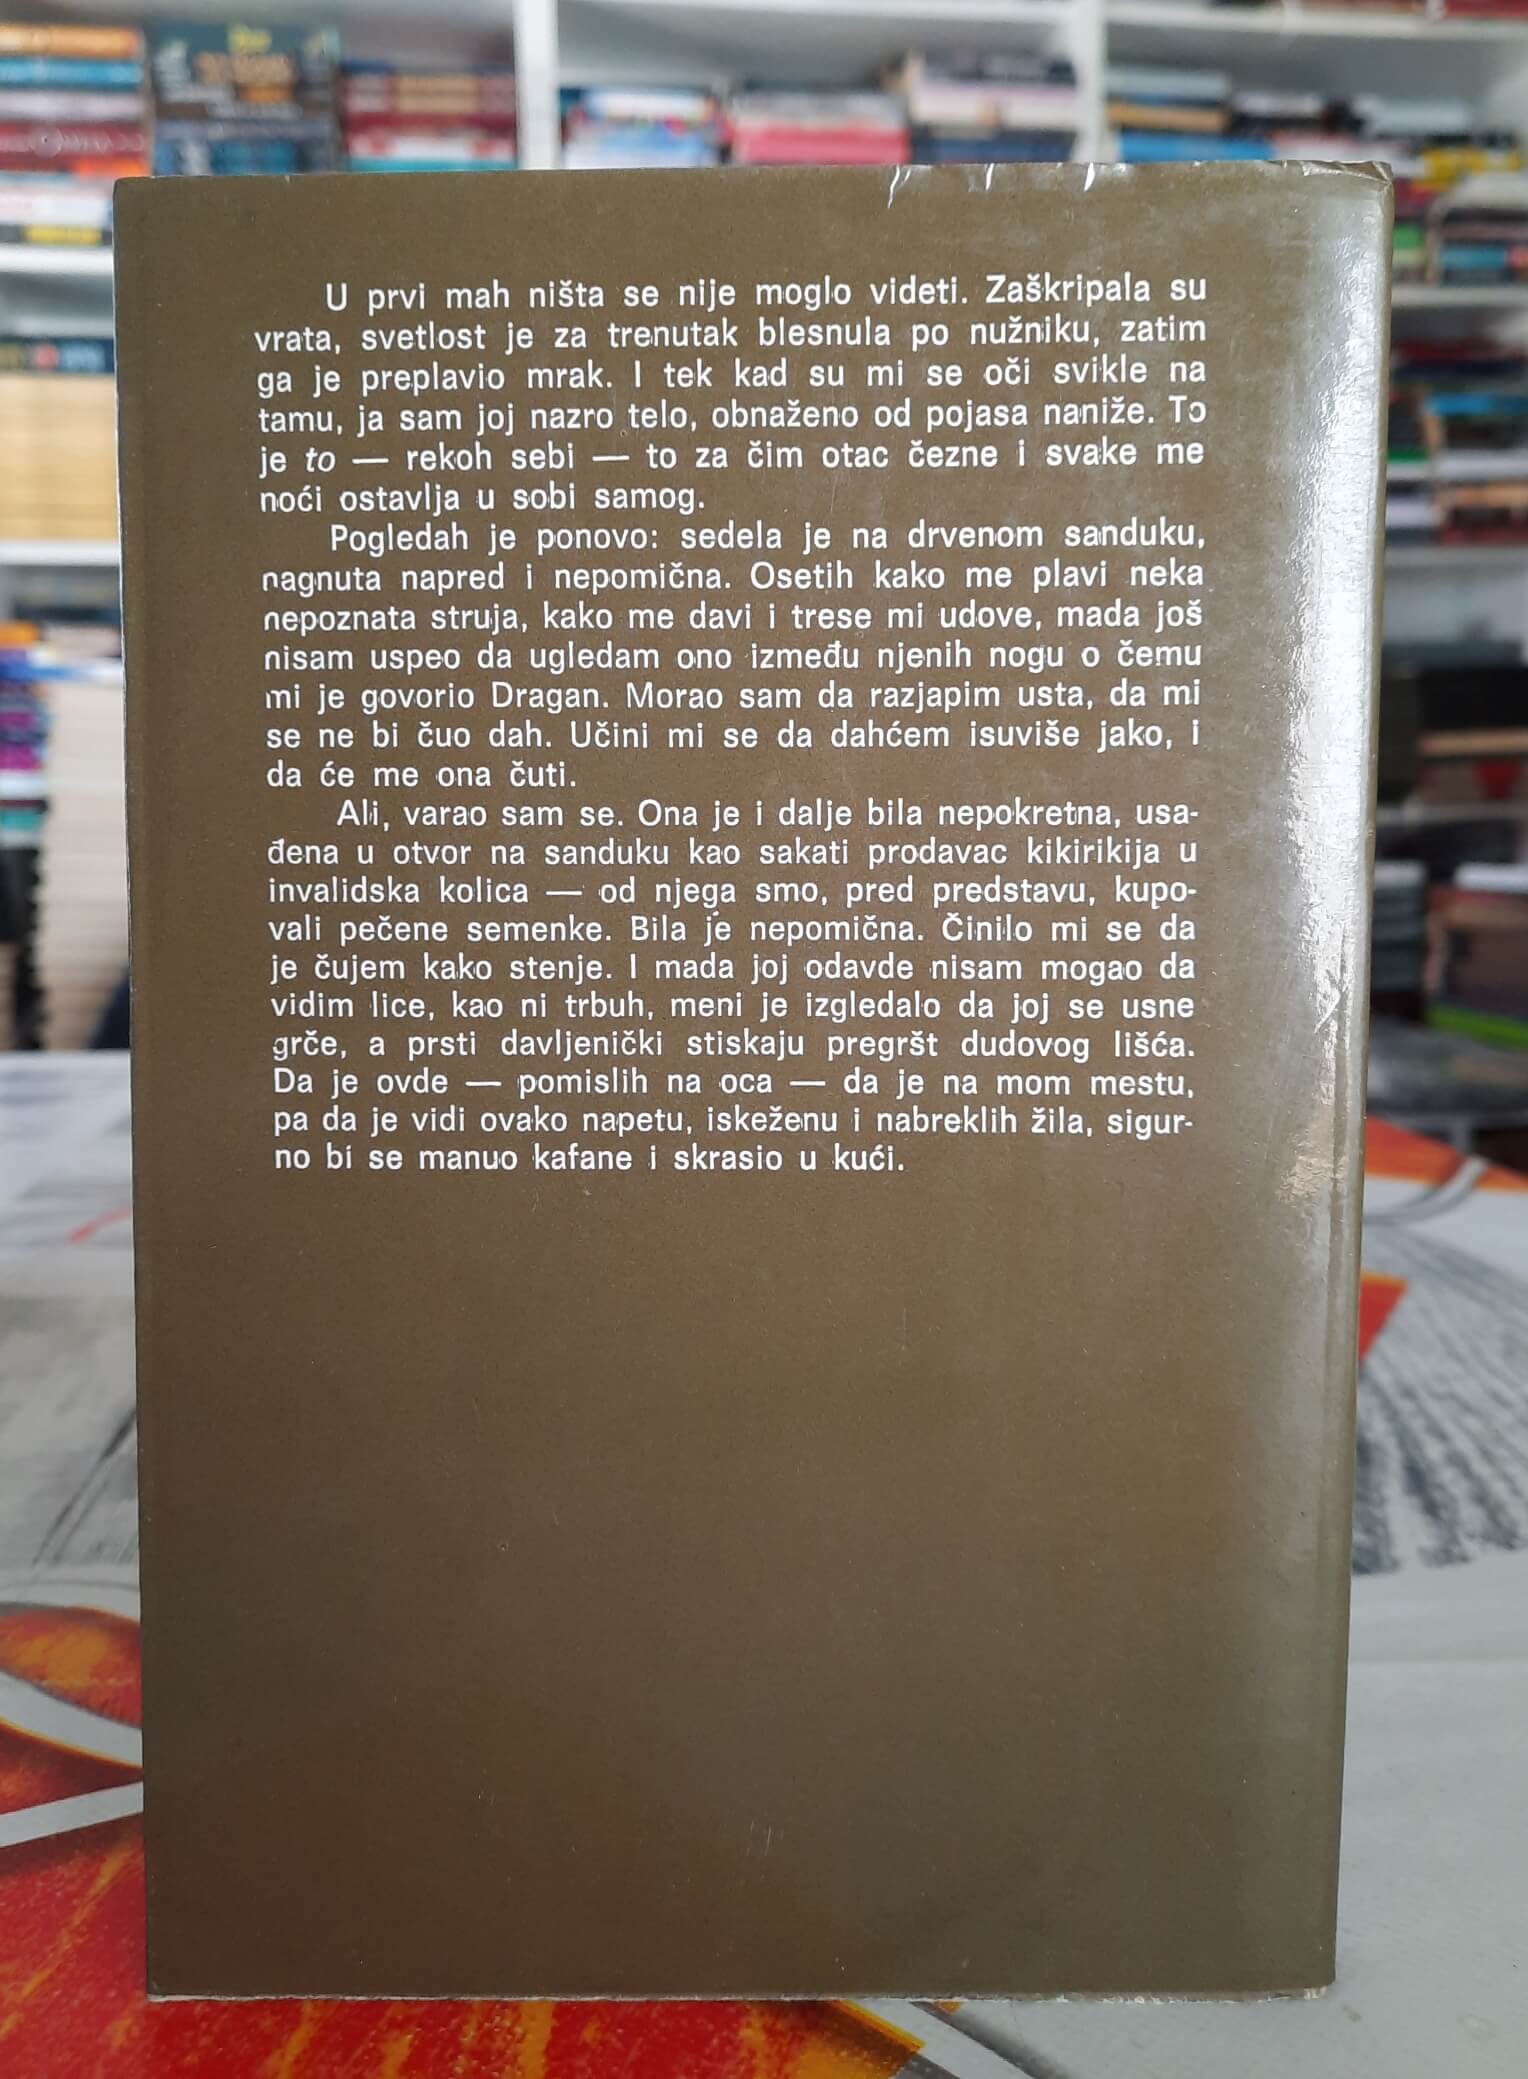 U prvi mah ništa se nije moglo videti. Zaškripala su
vrata, svetlost je za trenutak blesnula po nužniku, zatim
ga je preplavio mrak. I tek kad su mi se oči svikle na
tamu, ja sam joj nazro telo, obnaženo od pojasa naniže. To
je to — rekoh sebi — to za čim otac čezne i svake me
noći ostavlja u sobi samog.
Pogledah je ponovo: sedela je na drvenom sanduku,
nagnuta napred i nepomična. Osetih kako me plavi neka
nepoznata struja, kako me davi i trese mi udove, mada još
nisam uspeo da ugledam ono između njenih nogu o čemu
mi je govorio Dragan. Morao sam da razjapim usta, da mi
se ne bi čuo dah. Učini mi se da dahćem isuviše jako, i
da će me ona čuti.
Ali, varao sam se. Ona je i dalje bila nepokretna, usa-
đena u otvor na sanduku kao sakati prodavac kikirikija u
invalidska kolica — od njega smo, pred predstavu, kupo-
vali pečene semenke. Bila je nepomična. Činilo mi se da
je čujem kako stenje. I mada joj odavde nisam mogao da
vidim lice, kao ni trbuh, meni je izgledalo da joj se usne
grče, a prsti davljenički stiskaju pregršt dudovog lišća.
Da je ovde — pomislih na oca — da je na mom mestu,
pa da je vidi ovako napetu, iskeženu i nabreklih žila, sigur-
no bi se manuo kafane i skrasio u kući.